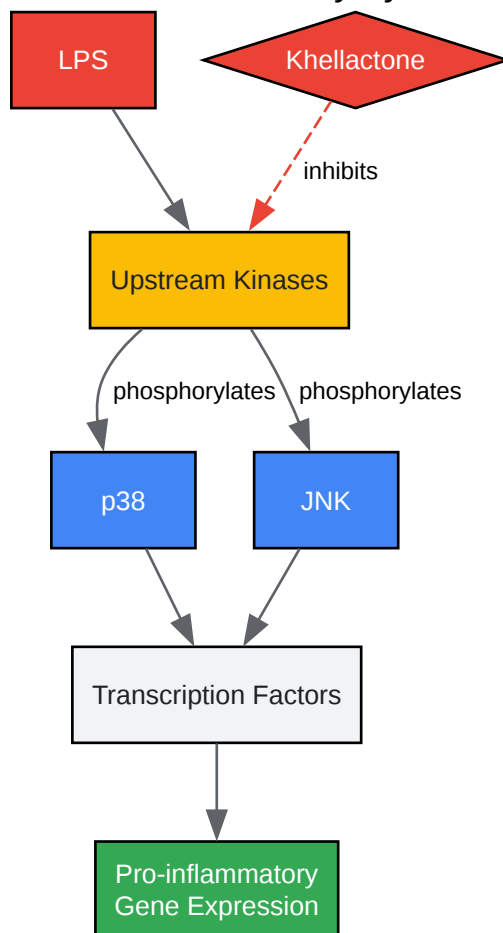 LPS
Khellactone
inhibits
Upstream Kinases
phosphorylates
phosphorylates
p38
JNK
Transcription Factors
Pro-inflammatory
Gene Expression